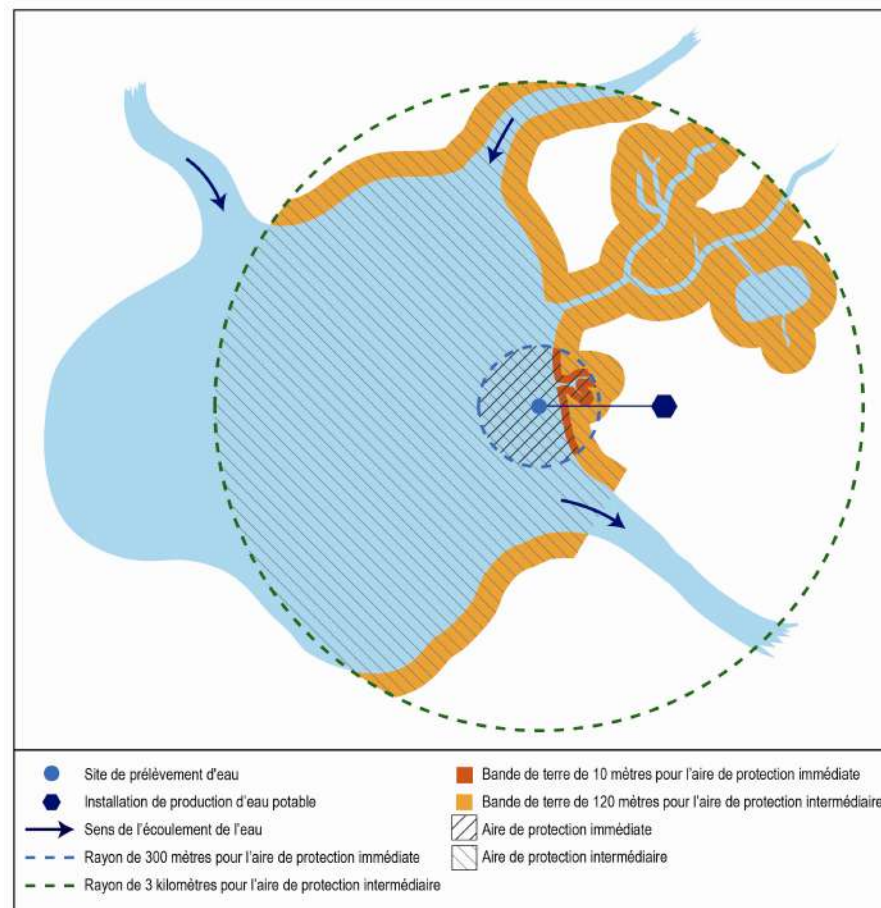 Site de prélèvement d'eau
Installation de production d'eau potable
Sens de l'écoulement de l'eau
Rayon de 300 mètres pour l'aire de protection immédiate
Rayon de 3 kilomètres pour l'aire de protection intermédiaire
Bande de terre de 10 mètres pour l'aire de protection immédiate
Bande de terre de 120 mètres pour l'aire de protection intermédiaire
Aire de protection immédiate
Aire de protection intermédiaire